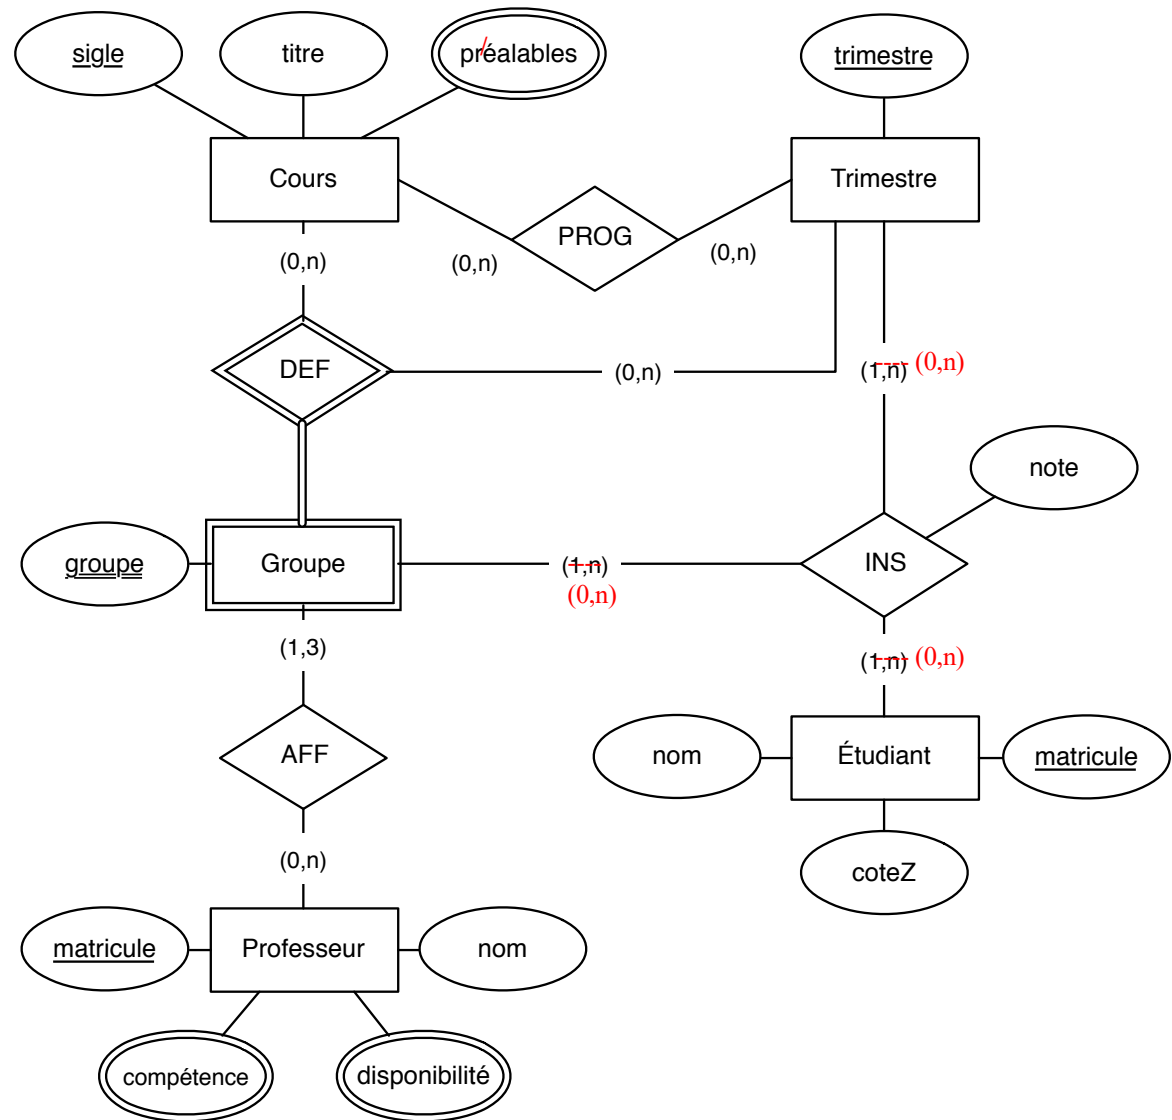 sigle
titre
préalables
trimestre
Cours
Trimestre
PROG
(0,n)
(0,n)
(0,n)
DEF
(0,n)
(1,n) (0,n)
note
groupe
Groupe
(1,n)
(0,n)
INS
(1,3)
(1,n) (0,n)
AFF
nom
Étudiant
matricule
(0,n)
coteZ
matricule
Professeur
nom
compétence
disponibilité